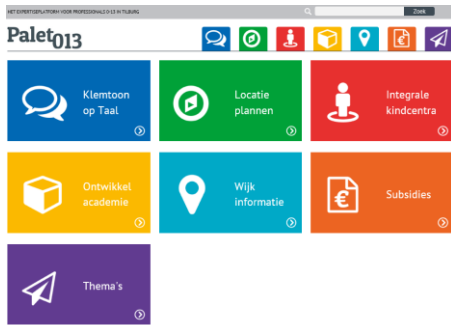 HET EXPERTISEPLATFORM VOOR PROFESSIONALS 0-13 IN TILBURG
Zoek
Palet013
Klemtoon
op Taal
Locatie
plannen
Integrale
kindcentra
Ontwikkel
academie
Wijk
informatie
Subsidies
Thema's